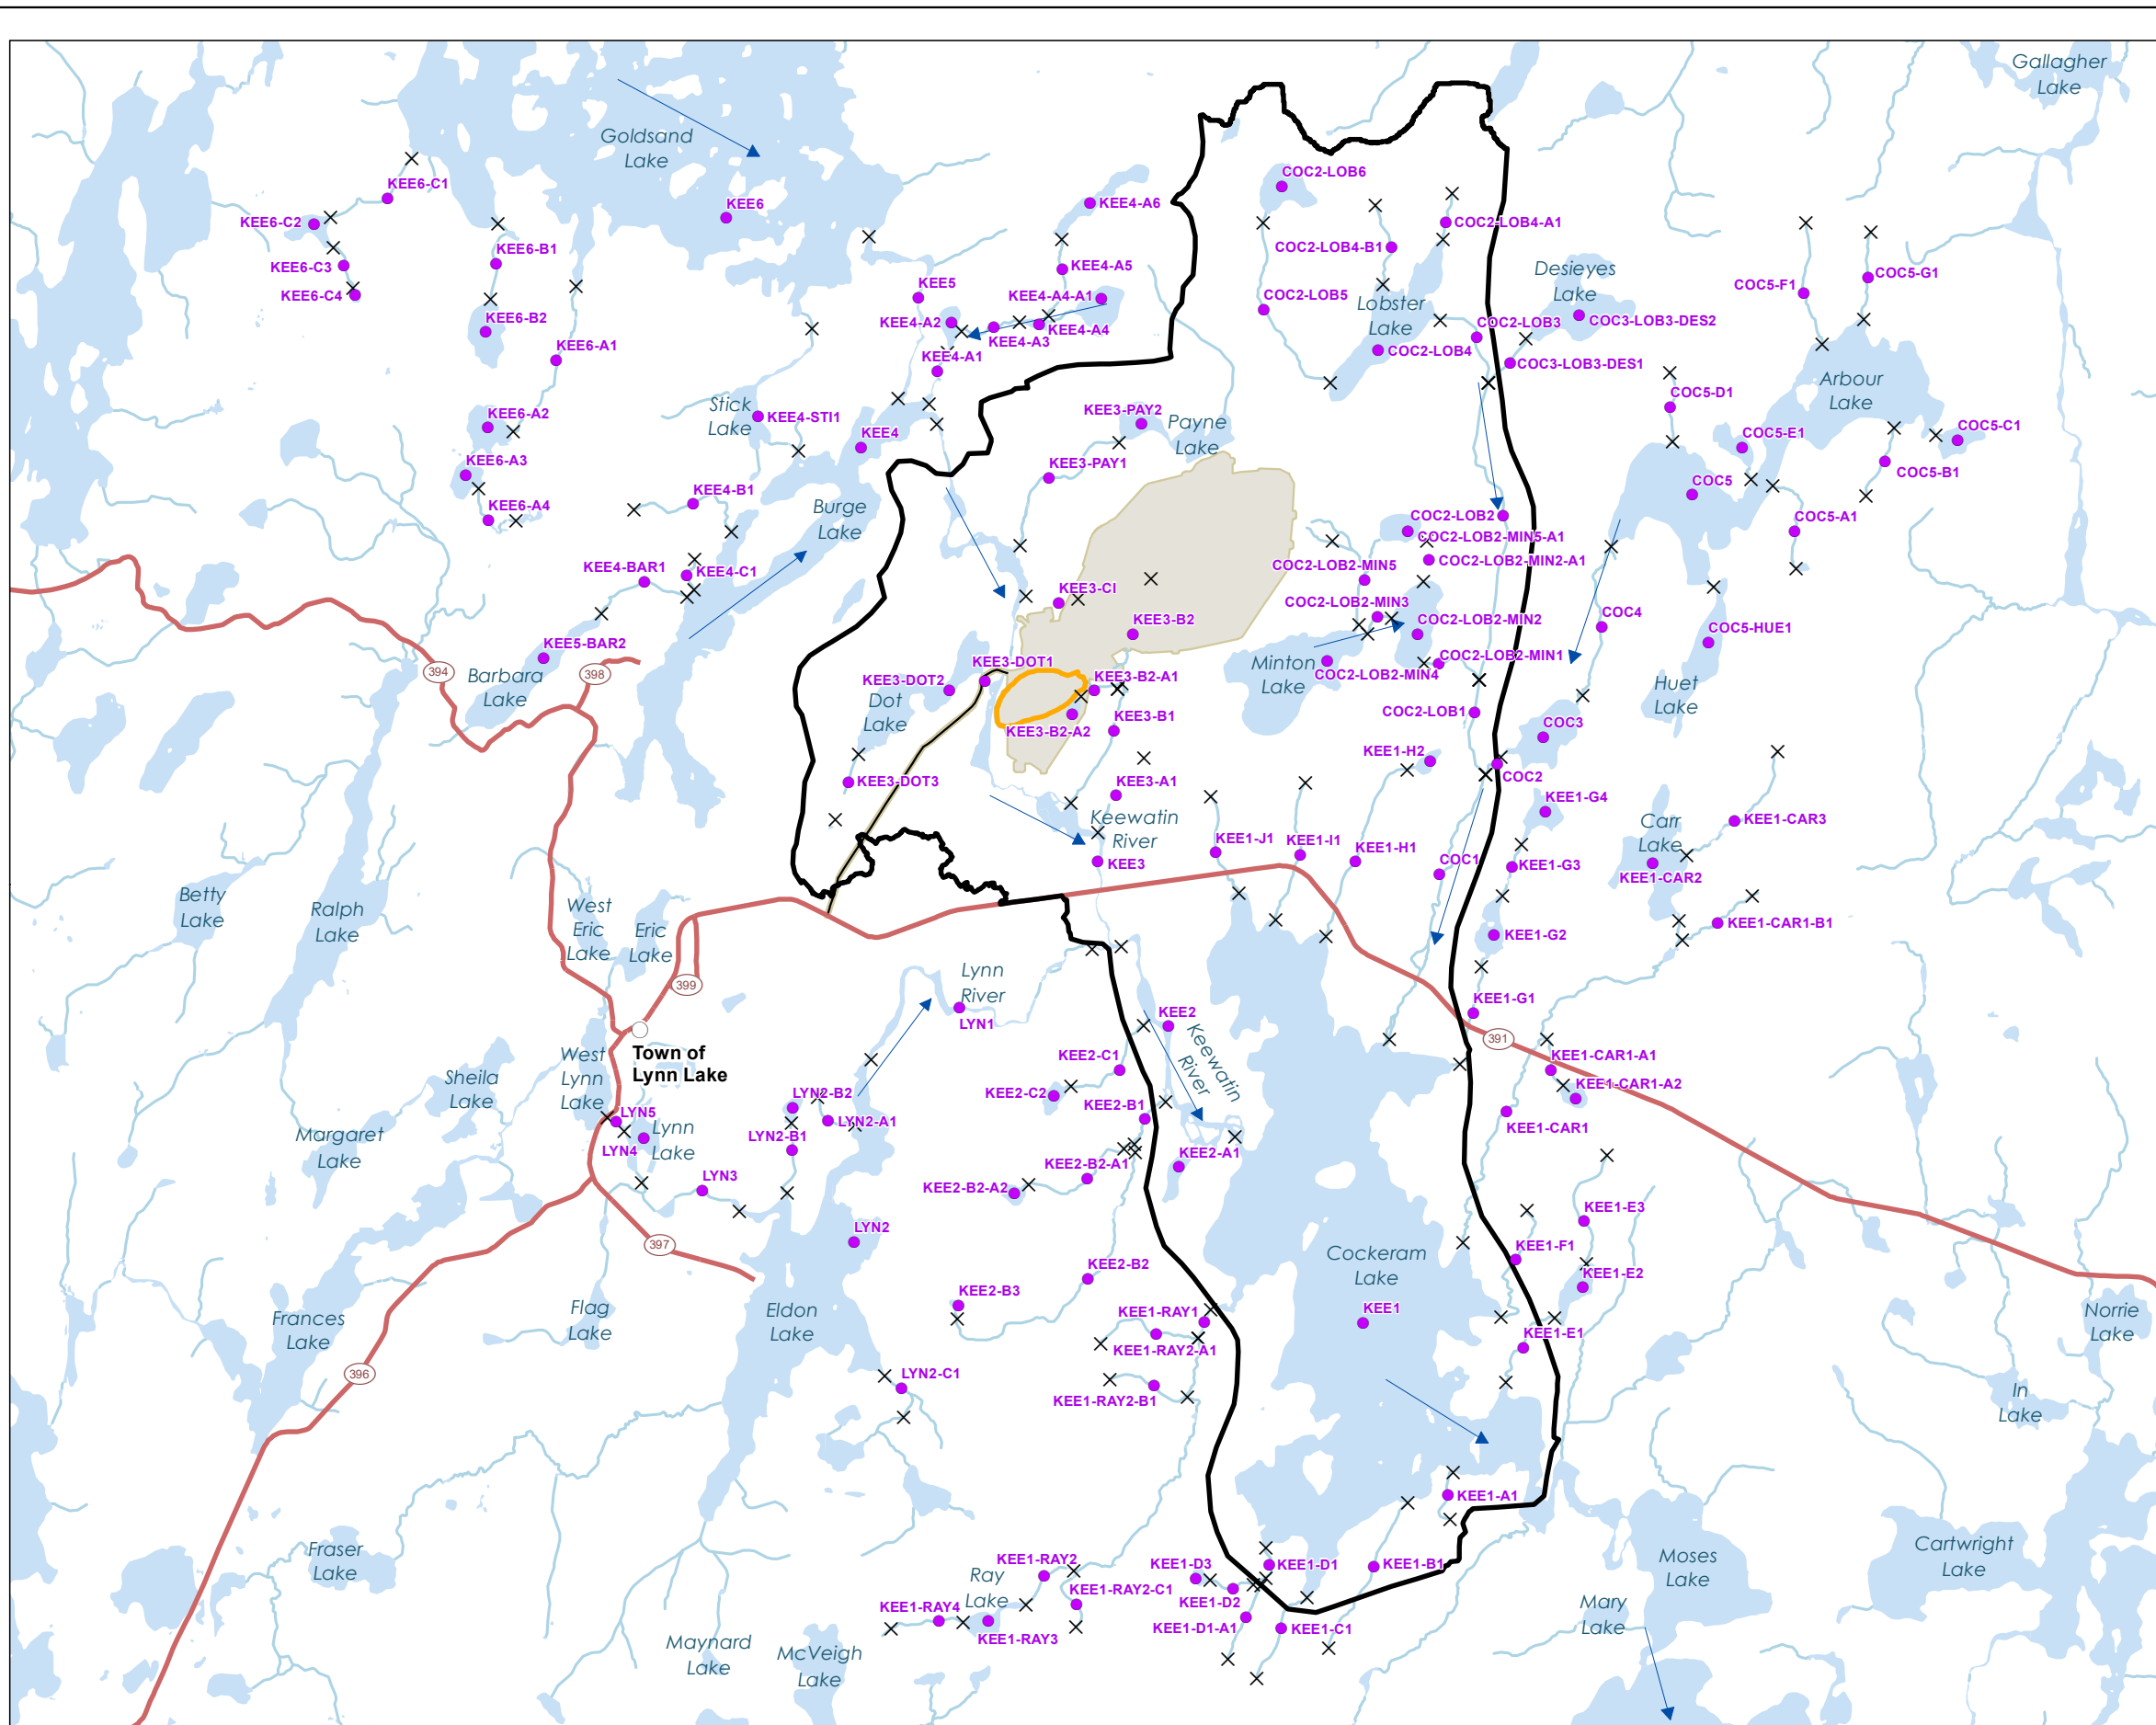 Gallagher
Lake
Goldsand
Lake
COC2-LOB6
KEE6-C1
KEE6
KEE4-A6
KEE6-C2
COC2-LOB4-A1
KEE6-B1
COC2-LOB4-B1
KEE6-C3
KEE4-A5
Desieyes
Lake
COC5-G1
COC5-F1
KEE6-C4
KEE5
KEE4-A4-A1
COC2-LOB5
Lobster
Lake
KEE6-B2
KEE4-A2
KEE4-A4
KEE4-A3
COC2-LOB3
COC3-LOB3-DES2
KEE6-A1
KEE4-A1
COC2-LOB4
COC3-LOB3-DES1
Arbour
Lake
COC5-D1
Stick
Lake
KEE6-A2
KEE4-STI1
KEE3-PAY2
Payne
Lake
KEE4
COC5-E1
COC5-C1
KEE6-A3
KEE3-PAY1
COC5-B1
COC5
KEE4-B1
KEE6-A4
Burge
Lake
COC2-LOB2
COC5-A1
COC2-LOB2-MIN5-A1
COC2-LOB2-MIN2-A1
KEE4-BAR1
KEE4-C1
COC2-LOB2-MIN5
KEE3-CI
COC2-LOB2-MIN3
COC4
KEE3-B2
COC2-LOB2-MIN2
COC5-HUE1
KEE5-BAR2
COC2-LOB2-MIN1
394
398
Barbara
Lake
KEE3-DOT1
Minton
Lake
COC2-LOB2-MIN4
KEE3-DOT2
KEE3-B2-A1
Huet
Lake
Dot
Lake
COC2-LOB1
KEE3-B1
KEE3-B2-A2
COC3
KEE1-H2
COC2
KEE3-DOT3
KEE3-A1
KEE1-G4
Keewatin
River
Carr
Lake
KEE1-CAR3
KEE1-J1
KEE1-I1
KEE1-H1
COC1
KEE3
KEE1-G3
KEE1-CAR2
Betty
Lake
Ralph
Lake
West
Eric
Lake
Eric
Lake
KEE1-G2
KEE1-CAR1-B1
399
Lynn
River
KEE1-G1
LYN1
KEE2
Keewatin
River
391
Town of
Lynn Lake
West
Lynn
Lake
KEE2-C1
KEE1-CAR1-A1
Sheila
Lake
KEE1-CAR1-A2
LYN2-B2
KEE2-C2
KEE2-B1
LYN5
LYN2-A1
KEE1-CAR1
Margaret
Lake
Lynn
Lake
LYN4
LYN2-B1
KEE2-A1
KEE2-B2-A1
LYN3
KEE2-B2-A2
KEE1-E3
LYN2
397
KEE1-F1
Cockeram
Lake
KEE2-B2
KEE1-E2
KEE2-B3
Flag
Lake
Eldon
Lake
Frances
Lake
KEE1-RAY1
KEE1
Norrie
Lake
KEE1-E1
KEE1-RAY2-A1
396
LYN2-C1
KEE1-RAY2-B1
In
Lake
KEE1-A1
Fraser
Lake
KEE1-RAY2
KEE1-D3
KEE1-D1
KEE1-B1
Moses
Lake
Cartwright
Lake
Ray
Lake
KEE1-RAY2-C1
KEE1-D2
KEE1-RAY4
KEE1-D1-A1
KEE1-C1
Mary
Lake
KEE1-RAY3
Maynard
Lake
McVeigh
Lake